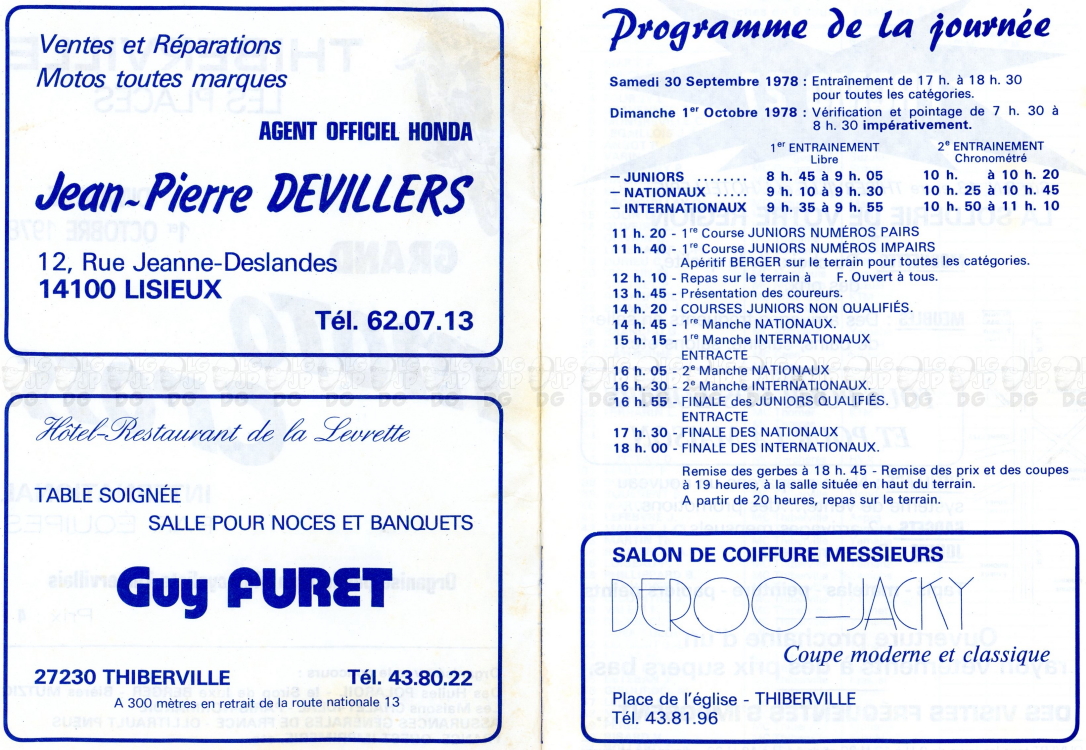 Ventes et Réparations
Motos toutes marques
AGENT OFFICIEL HONDA
Jean-Pierre DEVILLERS
12, Rue Jeanne-Deslandes
14100 LISIEUX
Tél. 62.07.13
Hôtel-Restaurant de la Levrette
TABLE SOIGNÉE
SALLE POUR NOCES ET BANQUETS
Guy FURET
27230 THIBERVILLE Tél. 43.80.22
A 300 mètres en retrait de la route nationale 13
Programme de la journée
Samedi 30 Septembre 1978 : Entraînement de 17 h. à 18 h. 30
pour toutes les catégories.
Dimanche 1er Octobre 1978 : Vérification et pointage de 7 h. 30 à
8 h. 30 impérativement.
1er ENTRAINEMENT 2e ENTRAINEMENT
Libre Chronométré
— JUNIORS ........ 8 h. 45 à 9 h. 05 10 h. à 10 h. 20
— NATIONAUX ..... 9 h. 10 à 9 h. 30 10 h. 25 à 10 h. 45
— INTERNATIONAUX 9 h. 35 à 9 h. 55 10 h. 50 à 11 h. 10
11 h. 20 - 1re Course JUNIORS NUMÉROS PAIRS
11 h. 40 - 1re Course JUNIORS NUMÉROS IMPAIRS
Apéritif BERGER sur le terrain pour toutes les catégories.
12 h. 10 - Repas sur le terrain à F. Ouvert à tous.
13 h. 45 - Présentation des coureurs.
14 h. 20 - COURSES JUNIORS NON QUALIFIÉS.
14 h. 45 - 1re Manche NATIONAUX.
15 h. 15 - 1re Manche INTERNATIONAUX
ENTRACTE
16 h. 05 - 2e Manche NATIONAUX
16 h. 30 - 2e Manche INTERNATIONAUX.
16 h. 55 - FINALE des JUNIORS QUALIFIÉS.
ENTRACTE
17 h. 30 - FINALE DES NATIONAUX
18 h. 00 - FINALE DES INTERNATIONAUX.
Remise des gerbes à 18 h. 45 - Remise des prix et des coupes
à 19 heures, à la salle située en haut du terrain.
A partir de 20 heures, repas sur le terrain.
SALON DE COIFFURE MESSIEURS
DEROO-JACKY
Coupe moderne et classique
Place de l'église - THIBERVILLE
Tél. 43.81.96